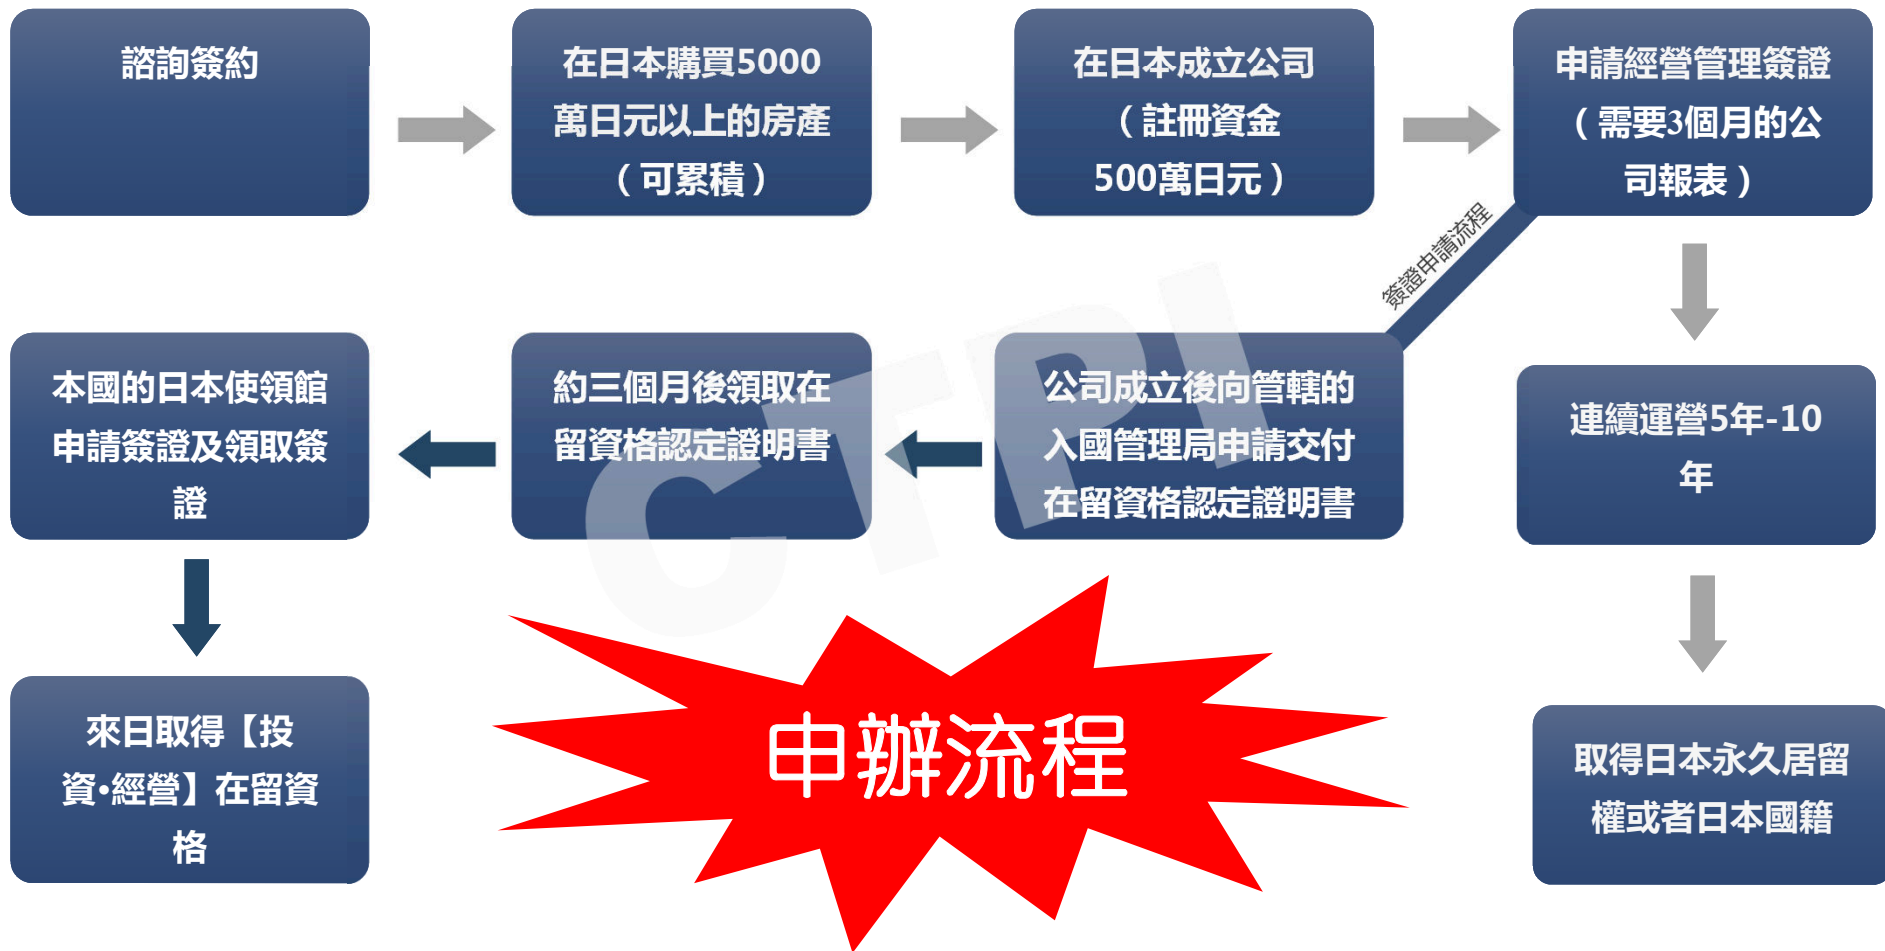 諮詢簽約
在日本購買5000
萬日元以上的房產
（可累積）
在日本成立公司
（註冊資金
500萬日元）
申請經營管理簽證
（需要3個月的公
司報表）
簽證申請流程
公司成立後向管轄的
入國管理局申請交付
在留資格認定證明書
約三個月後領取在
留資格認定證明書
本國的日本使領館
申請簽證及領取簽
證
來日取得【投
資•經營】在留資
格
連續運營5年-10
年
取得日本永久居留
權或者日本國籍
申辦流程
CTPI